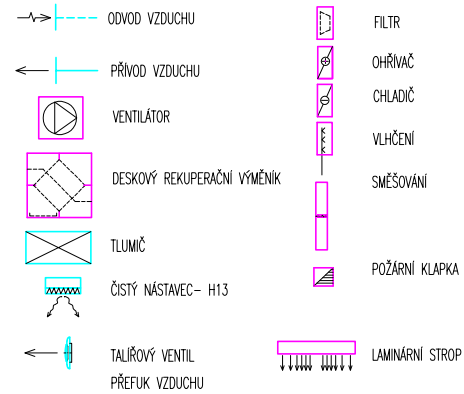 ODVOD VZDUCHU
PŘÍVOD VZDUCHU
VENTILÁTOR
DESKOVÝ REKUPERAČNÍ VÝMĚNÍK
TLUMIČ
ČISTÝ NÁSTAVEC- H13
TALÍŘOVÝ VENTIL
PŘEFUK VZDUCHU
FILTR
OHŘÍVAČ
CHLADIČ
VLHČENÍ
SMĚŠOVÁNÍ
POŽÁRNÍ KLAPKA
LAMINÁRNÍ STROP